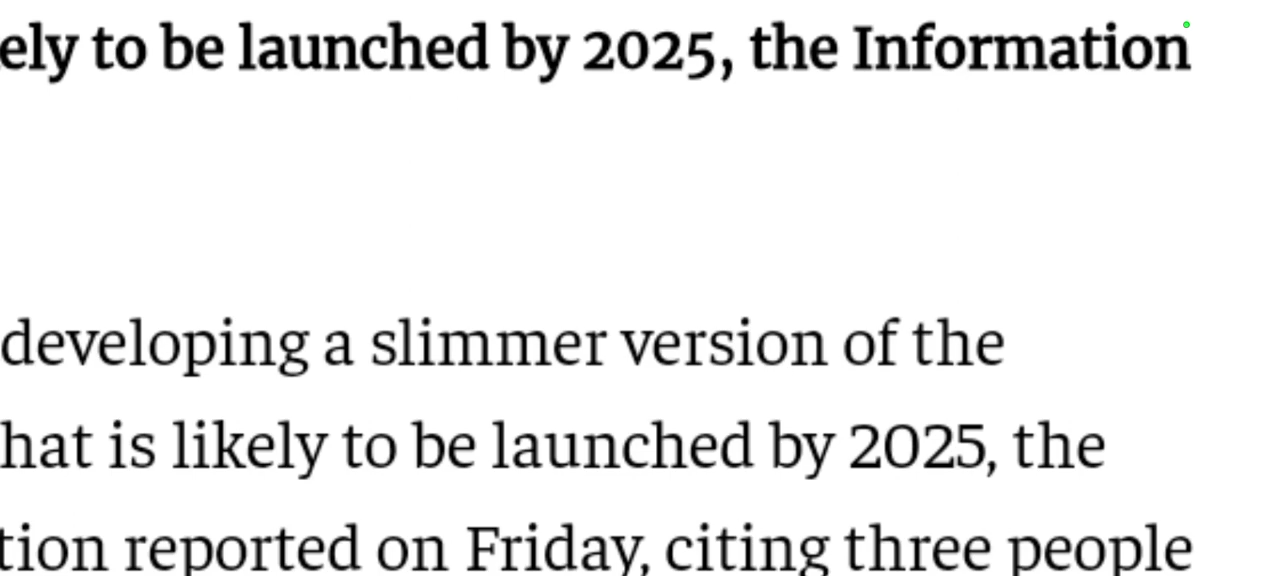 ely to be launched by 2025, the Information
developing a slimmer version of the
hat is likely to be launched by 2025, the
tion reported on Friday, citing three people